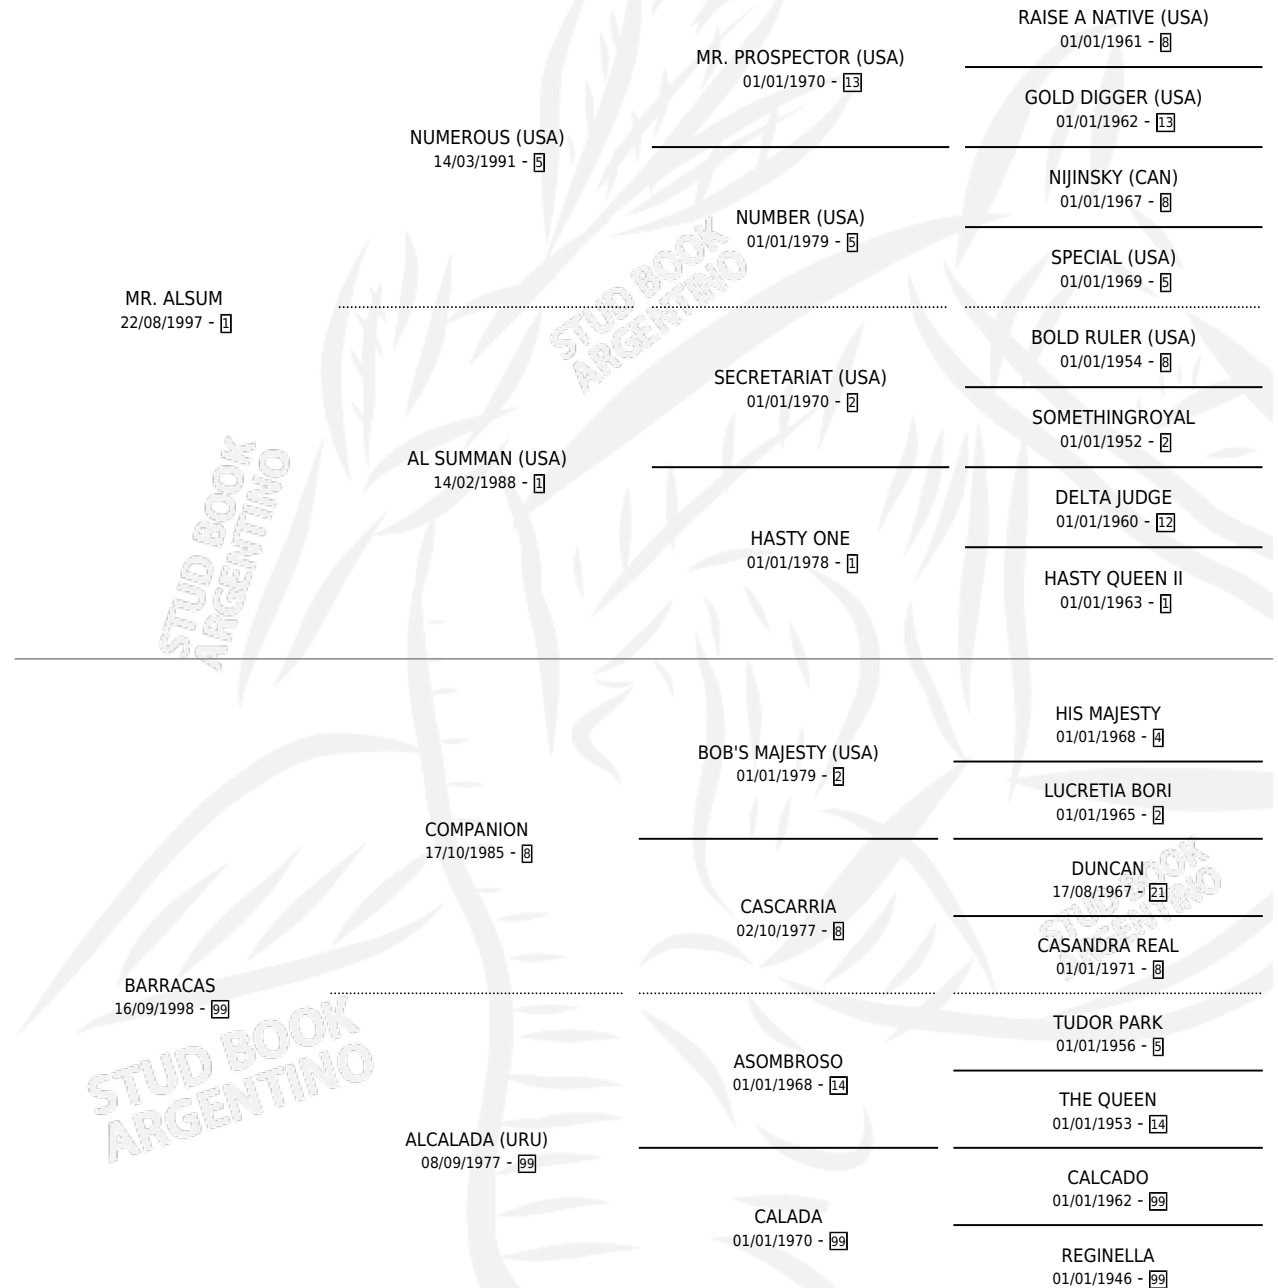 RAISE A NATIVE (USA)
01/01/1961 - 8
MR. PROSPECTOR (USA)
01/01/1970 - 13
GOLD DIGGER (USA)
01/01/1962 - 13
NUMEROUS (USA)
14/03/1991 - 5
NIJINSKY (CAN)
01/01/1967 - 8
NUMBER (USA)
01/01/1979 - 5
SPECIAL (USA)
01/01/1969 - 5
MR. ALSUM
22/08/1997 - 1
BOLD RULER (USA)
01/01/1954 - 8
SECRETARIAT (USA)
01/01/1970 - 2
SOMETHINGROYAL
01/01/1952 - 2
AL SUMMAN (USA)
14/02/1988 - 1
DELTA JUDGE
01/01/1960 - 12
HASTY ONE
01/01/1978 - 1
HASTY QUEEN II
01/01/1963 - 1
HIS MAJESTY
01/01/1968 - 4
BOB'S MAJESTY (USA)
01/01/1979 - 2
LUCRETIA BORI
01/01/1965 - 2
COMPANION
17/10/1985 - 8
DUNCAN
17/08/1967 - 21
CASCARRIA
02/10/1977 - 8
CASANDRA REAL
01/01/1971 - 8
BARRACAS
16/09/1998 - 99
TUDOR PARK
01/01/1956 - 5
ASOMBROSO
01/01/1968 - 14
THE QUEEN
01/01/1953 - 14
ALCALADA (URU)
08/09/1977 - 99
CALCADO
01/01/1962 - 99
CALADA
01/01/1970 - 99
REGINELLA
01/01/1946 - 99
STUD BOOK
ARGENTINO
STUD BOOK
ARGENTINO
STUD BOOK
ARGENTINO
STUD BOOK
ARGENTINO